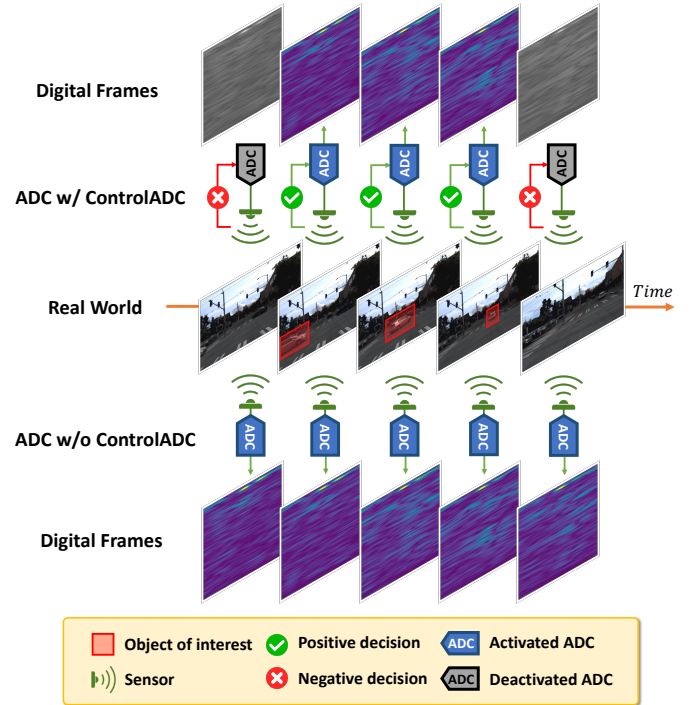 Digital Frames
ADC ADC ADC ADC ADC
ADC w/ ControlADC
Real World
Time
ADC w/o ControlADC
ADC ADC ADC ADC ADC
Digital Frames
Object of interest Positive decision ADC Activated ADC
Sensor Negative decision ADC Deactivated ADC